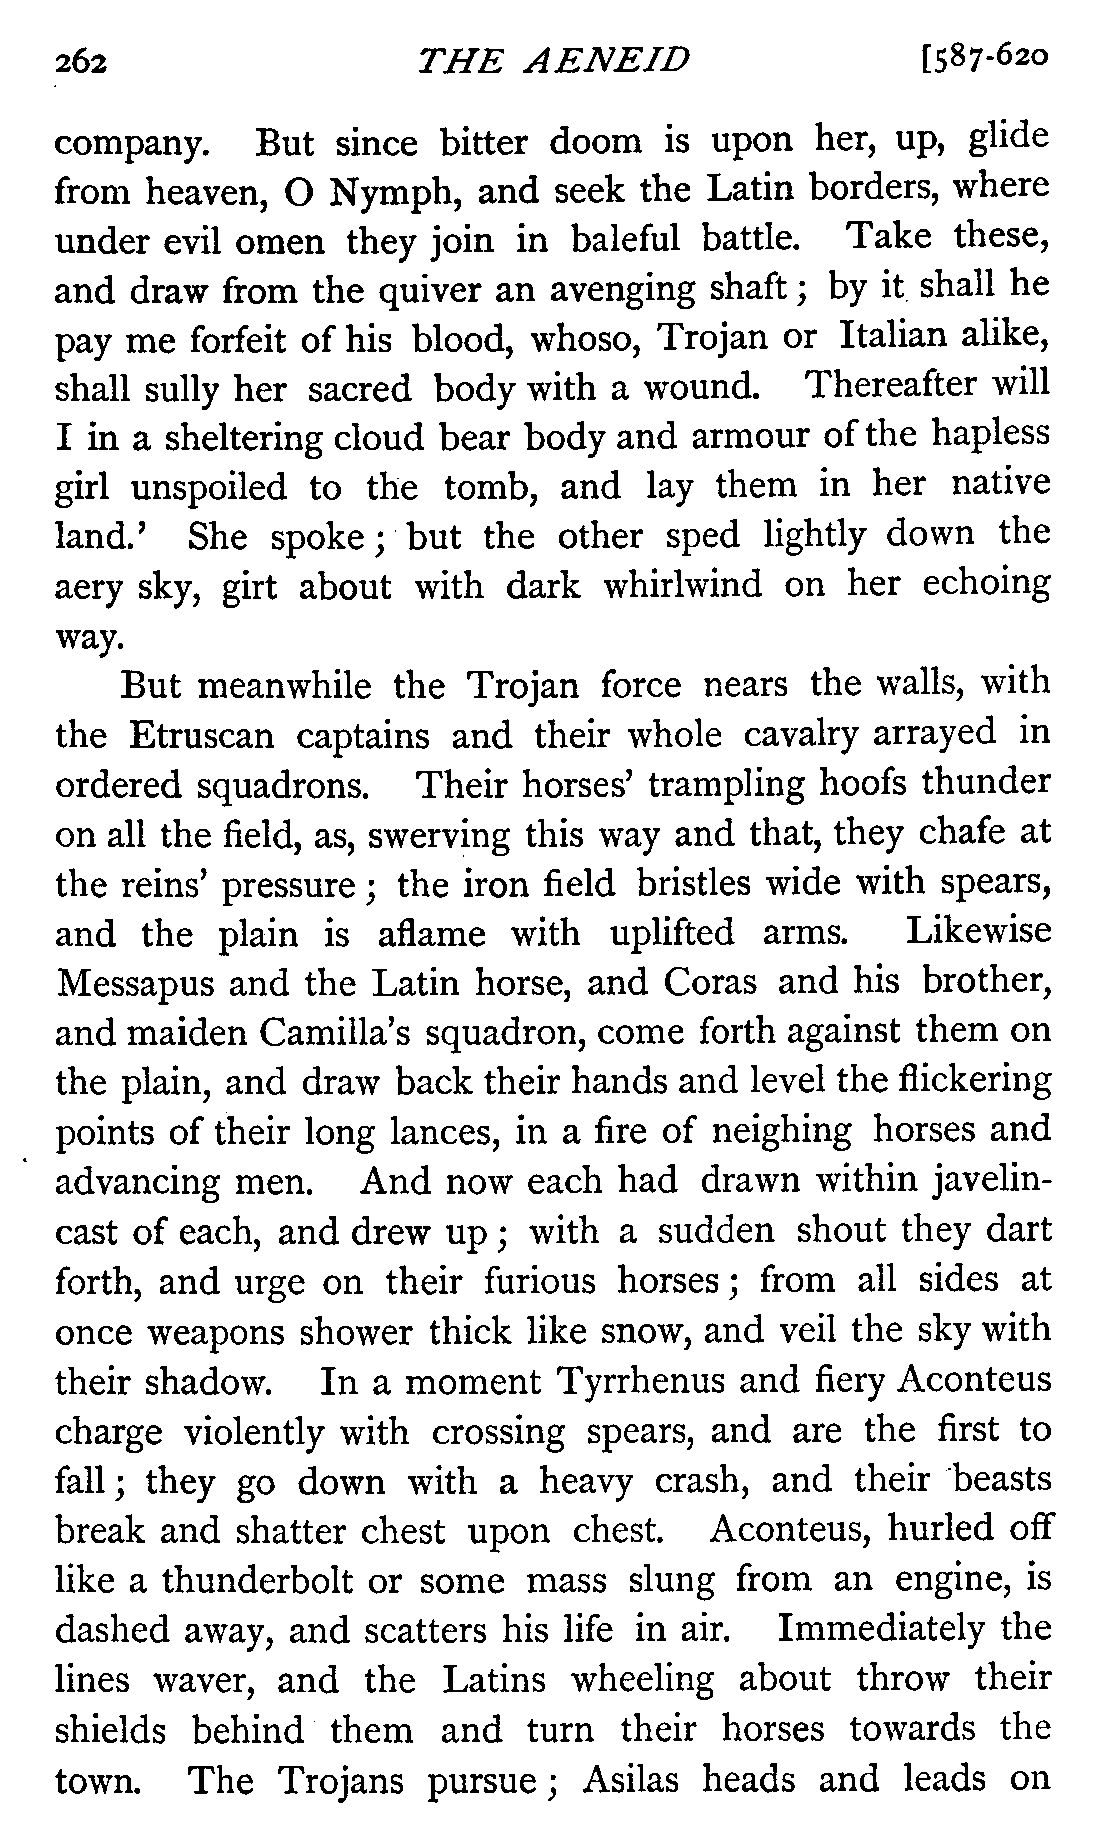 262 THE AENEID [587-620
company. But since bitter doom is upon her, up, glide
from heaven, O Nymph, and seek the Latin borders, where
under evil omen they join in baleful battle. Take these,
and draw from the quiver an avenging shaft ; by it shall he
pay me forfeit of his blood, whoso, Trojan or Italian alike,
shall sully her sacred body with a wound. Thereafter will
I in a sheltering cloud bear body and armour of the hapless
girl unspoiled to the tomb, and lay them in her native
land.' She spoke ; but the other sped lightly down the
aery sky, girt about with dark whirlwind on her echoing
way.
But meanwhile the Trojan force nears the walls, with
the Etruscan captains and their whole cavalry arrayed in
ordered squadrons. Their horses' trampling hoofs thunder
on all the field, as, swerving this way and that, they chafe at
the reins' pressure ; the iron field bristles wide with spears,
and the plain is aflame with uplifted arms. Likewise
Messapus and the Latin horse, and Coras and his brother,
and maiden Camilla's squadron, come forth against them on
the plain, and draw back their hands and level the flickering
points of their long lances, in a fire of neighing horses and
advancing men. And now each had drawn within javelin-
cast of each, and drew up ; with a sudden shout they dart
forth, and urge on their furious horses ; from all sides at
once weapons shower thick like snow, and veil the sky with
their shadow. In a moment Tyrrhenus and fiery Aconteus
charge violently with crossing spears, and are the first to
fall ; they go down with a heavy crash, and their beasts
break and shatter chest upon chest. Aconteus, hurled off
like a thunderbolt or some mass slung from an engine, is
dashed away, and scatters his life in air. Immediately the
lines waver, and the Latins wheeling about throw their
shields behind them and turn their horses towards the
town. The Trojans pursue ; Asilas heads and leads on